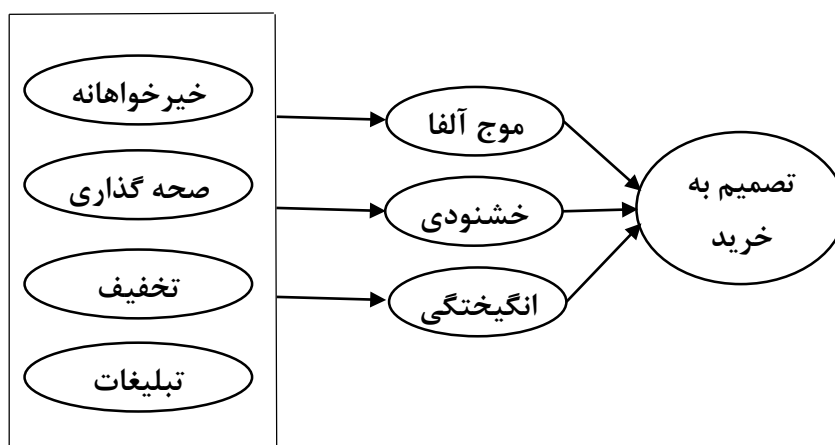 خیرخواهانه
صحه گذاری
تخفیف
تبلیغات
موج آلفا
خشنودی
انگیختگی
تصمیم به
خرید